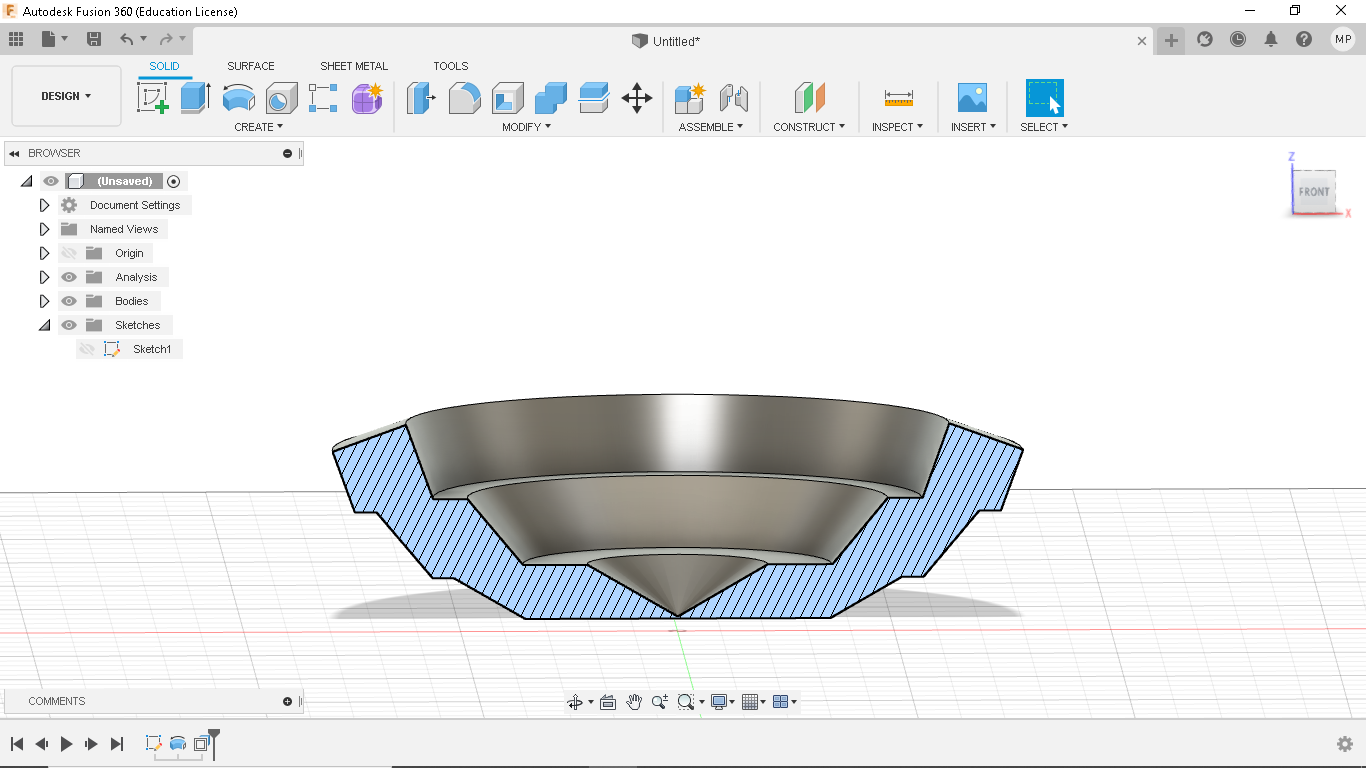 Autodesk Fusion 360 (Education License)
Untitled*
MP
SOLID SURFACE SHEET METAL TOOLS
DESIGN
CREATE MODIFY ASSEMBLE CONSTRUCT INSPECT INSERT SELECT
BROWSER
(Unsaved)
Document Settings
Named Views
Origin
Analysis
Bodies
Sketches
Sketch1
Z
FRONT
X
COMMENTS